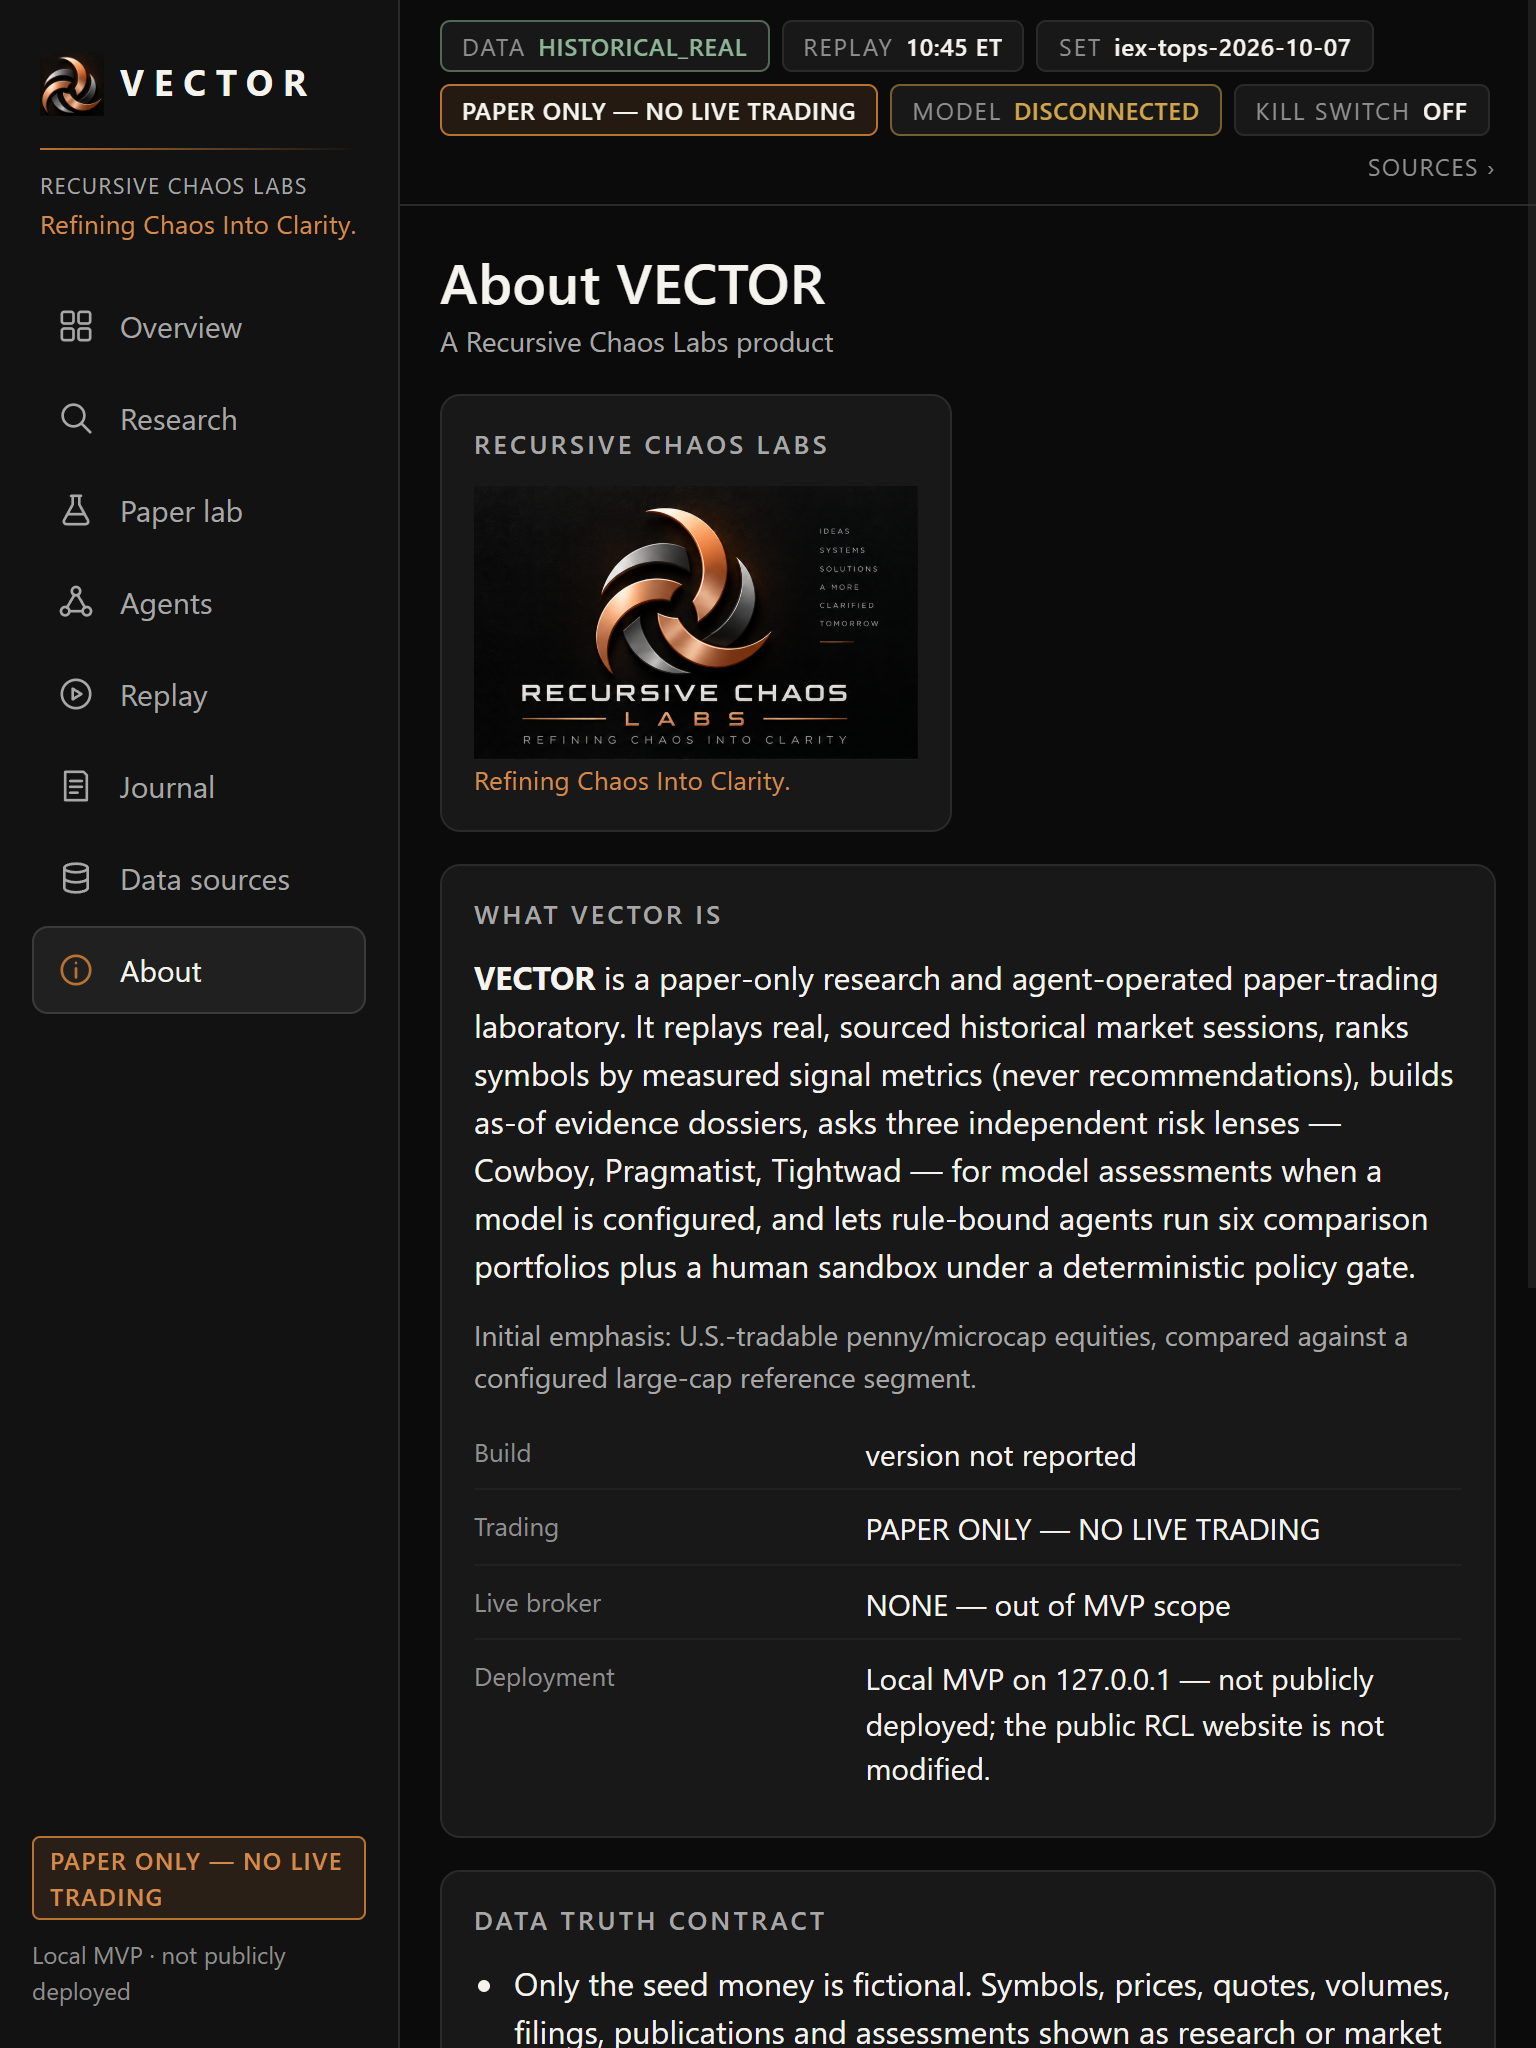 VECTOR
RECURSIVE CHAOS LABS
Refining Chaos Into Clarity.
Overview
Research
Paper lab
Agents
Replay
Journal
Data sources
About
PAPER ONLY — NO LIVE
TRADING
Local MVP · not publicly
deployed
DATA HISTORICAL_REAL
REPLAY 10:45 ET
SET iex-tops-2026-10-07
PAPER ONLY — NO LIVE TRADING
MODEL DISCONNECTED
KILL SWITCH OFF
SOURCES ›
About VECTOR
A Recursive Chaos Labs product
RECURSIVE CHAOS LABS
IDEAS
SYSTEMS
SOLUTIONS
A MORE
CLARIFIED
TOMORROW
RECURSIVE CHAOS
LABS
REFINING CHAOS INTO CLARITY
Refining Chaos Into Clarity.
WHAT VECTOR IS
VECTOR is a paper-only research and agent-operated paper-trading
laboratory. It replays real, sourced historical market sessions, ranks
symbols by measured signal metrics (never recommendations), builds
as-of evidence dossiers, asks three independent risk lenses —
Cowboy, Pragmatist, Tightwad — for model assessments when a
model is configured, and lets rule-bound agents run six comparison
portfolios plus a human sandbox under a deterministic policy gate.
Initial emphasis: U.S.-tradable penny/microcap equities, compared against a
configured large-cap reference segment.
Build version not reported
Trading PAPER ONLY — NO LIVE TRADING
Live broker NONE — out of MVP scope
Deployment Local MVP on 127.0.0.1 — not publicly
deployed; the public RCL website is not
modified.
DATA TRUTH CONTRACT
• Only the seed money is fictional. Symbols, prices, quotes, volumes,
filings, publications and assessments shown as research or market